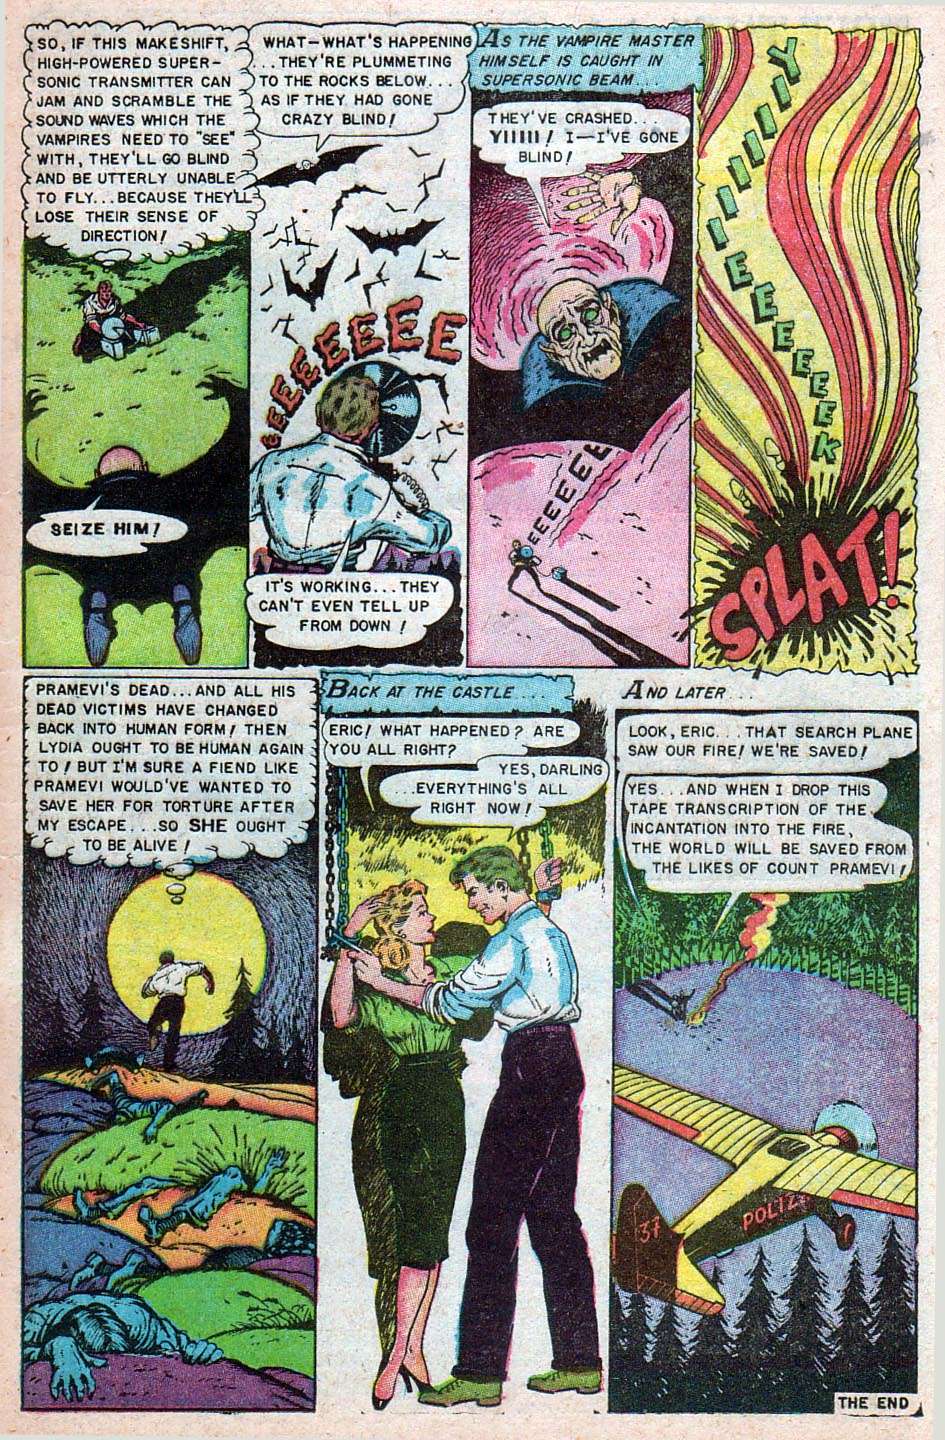 SO, IF THIS MAKESHIFT,
HIGH-POWERED SUPER-
SONIC TRANSMITTER CAN
JAM AND SCRAMBLE THE
SOUND WAVES WHICH THE
VAMPIRES NEED TO "SEE"
WITH, THEY'LL GO BLIND
AND BE UTTERLY UNABLE
TO FLY... BECAUSE THEY'LL
LOSE THEIR SENSE OF
DIRECTION!
SEIZE HIM!
WHAT—WHAT'S HAPPENING
...THEY'RE PLUMMETING
TO THE ROCKS BELOW...
AS IF THEY HAD GONE
CRAZY BLIND!
EEEEEEEEEE
IT'S WORKING...THEY
CAN'T EVEN TELL UP
FROM DOWN!
AS THE VAMPIRE MASTER
HIMSELF IS CAUGHT IN
SUPERSONIC BEAM...
THEY'VE CRASHED...
YIIIII! I—I'VE GONE
BLIND!
EEEEEE
YIIIIIIEEEEEEEEEK
SPLAT!
PRAMEVI'S DEAD...AND ALL HIS
DEAD VICTIMS HAVE CHANGED
BACK INTO HUMAN FORM! THEN
LYDIA OUGHT TO BE HUMAN AGAIN
TO! BUT I'M SURE A FIEND LIKE
PRAMEVI WOULD'VE WANTED TO
SAVE HER FOR TORTURE AFTER
MY ESCAPE...SO SHE OUGHT
TO BE ALIVE!
BACK AT THE CASTLE....
ERIC! WHAT HAPPENED? ARE
YOU ALL RIGHT?
YES, DARLING
...EVERYTHING'S ALL
RIGHT NOW!
AND LATER...
LOOK, ERIC...THAT SEARCH PLANE
SAW OUR FIRE! WE'RE SAVED!
YES...AND WHEN I DROP THIS
TAPE TRANSCRIPTION OF THE
INCANTATION INTO THE FIRE,
THE WORLD WILL BE SAVED FROM
THE LIKES OF COUNT PRAMEVI!
37
POLIZ
THE END